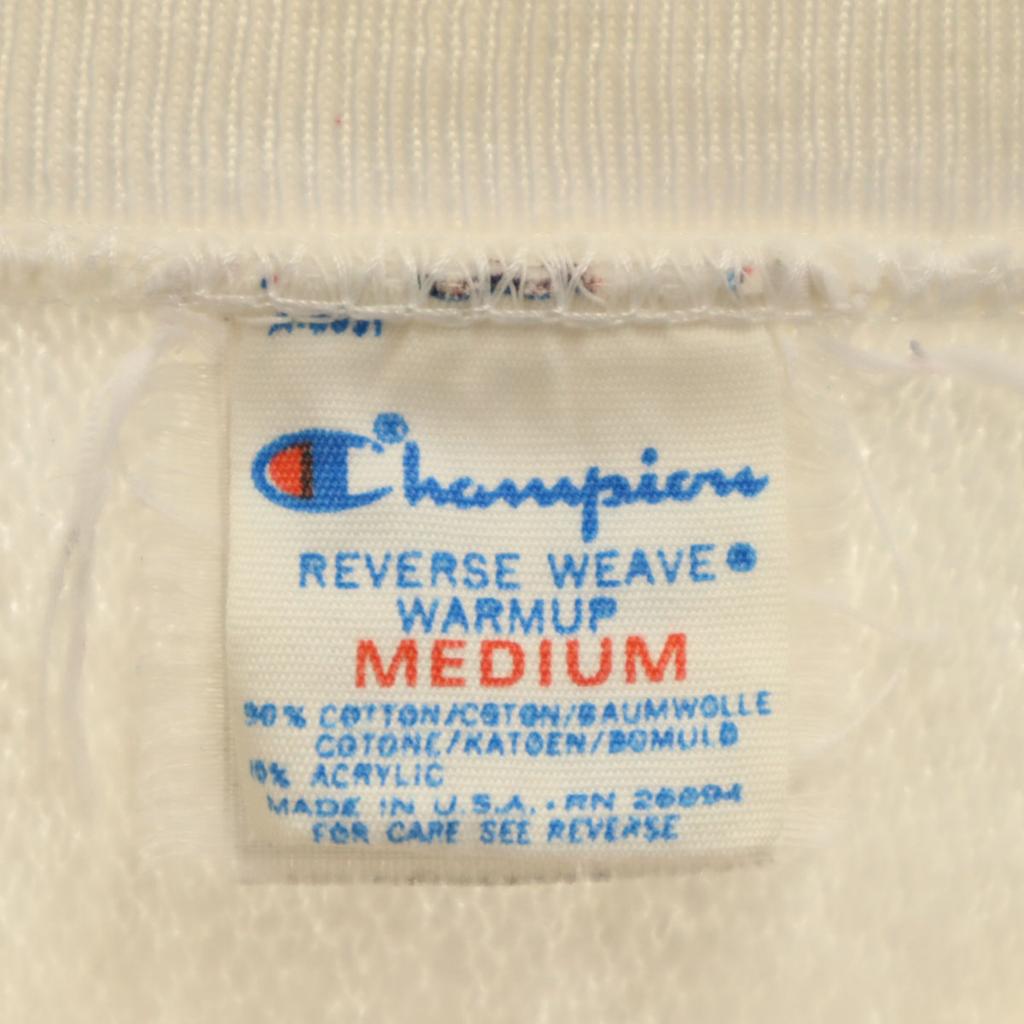 Champion
REVERSE WEAVE®
WARMUP
MEDIUM
90% COTTON/COTON/BAUMWOLLE
COTONE/KATOEN/BOMULD
10% ACRYLIC
MADE IN U.S.A. · RN 26094
FOR CARE SEE REVERSE